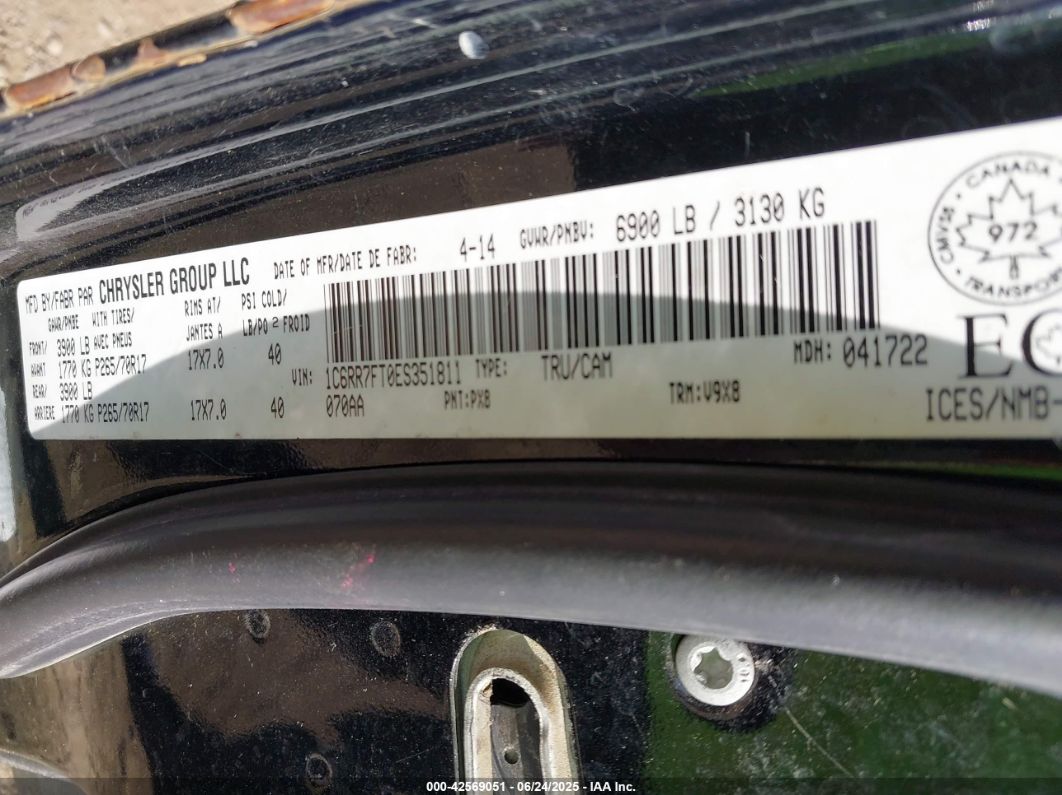 MFD BY/FABR PAR CHRYSLER GROUP LLC DATE OF MFR/DATE DE FABR: 4-14 GVWR/PNBV: 6900 LB / 3130 KG
GAWR/PNBE WITH TIRES/ RIMS AT/ PSI COLD/
AVEC PNEUS JANTES A LB/PO 2 FROID
FRONT/ 3900 LB
AVANT 1770 KG P265/70R17 17X7.0 40
REAR/ 3900 LB
ARRIERE 1770 KG P265/70R17 17X7.0 40
VIN: 1C6RR7FT0ES351811 TYPE: TRU/CAM MDH: 041722
070AA PNT:PXB TRM:V9X8
CANADA
CMVSS
972
TRANSPOR
EC
ICES/NMB-
000-42569051 - 06/24/2025 - IAA Inc.